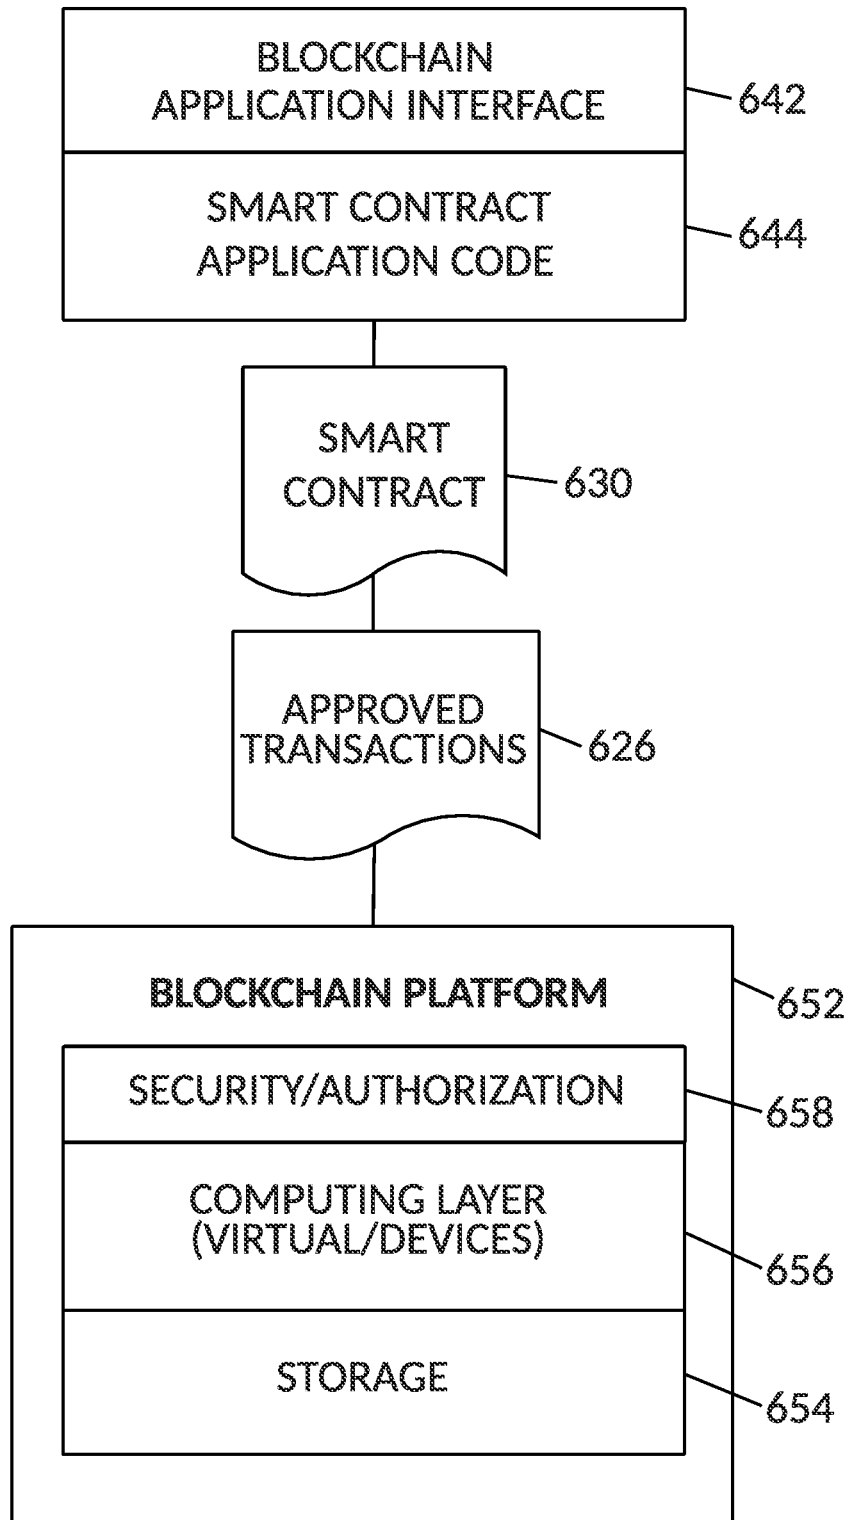 BLOCKCHAIN
APPLICATION INTERFACE
642
SMART CONTRACT
APPLICATION CODE
644
SMART
CONTRACT
630
APPROVED
TRANSACTIONS
626
BLOCKCHAIN PLATFORM
652
SECURITY/AUTHORIZATION
658
COMPUTING LAYER
(VIRTUAL/DEVICES)
656
STORAGE
654